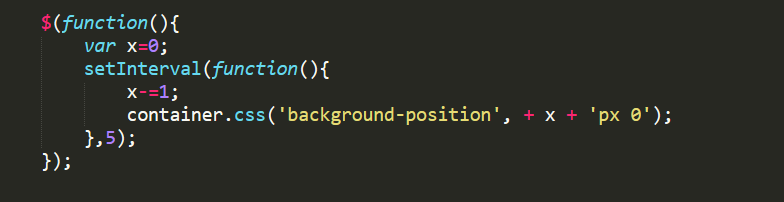 $(function(){
var x=0;
setInterval(function(){
x-=1;
container.css('background-position', + x + 'px 0');
},5);
});